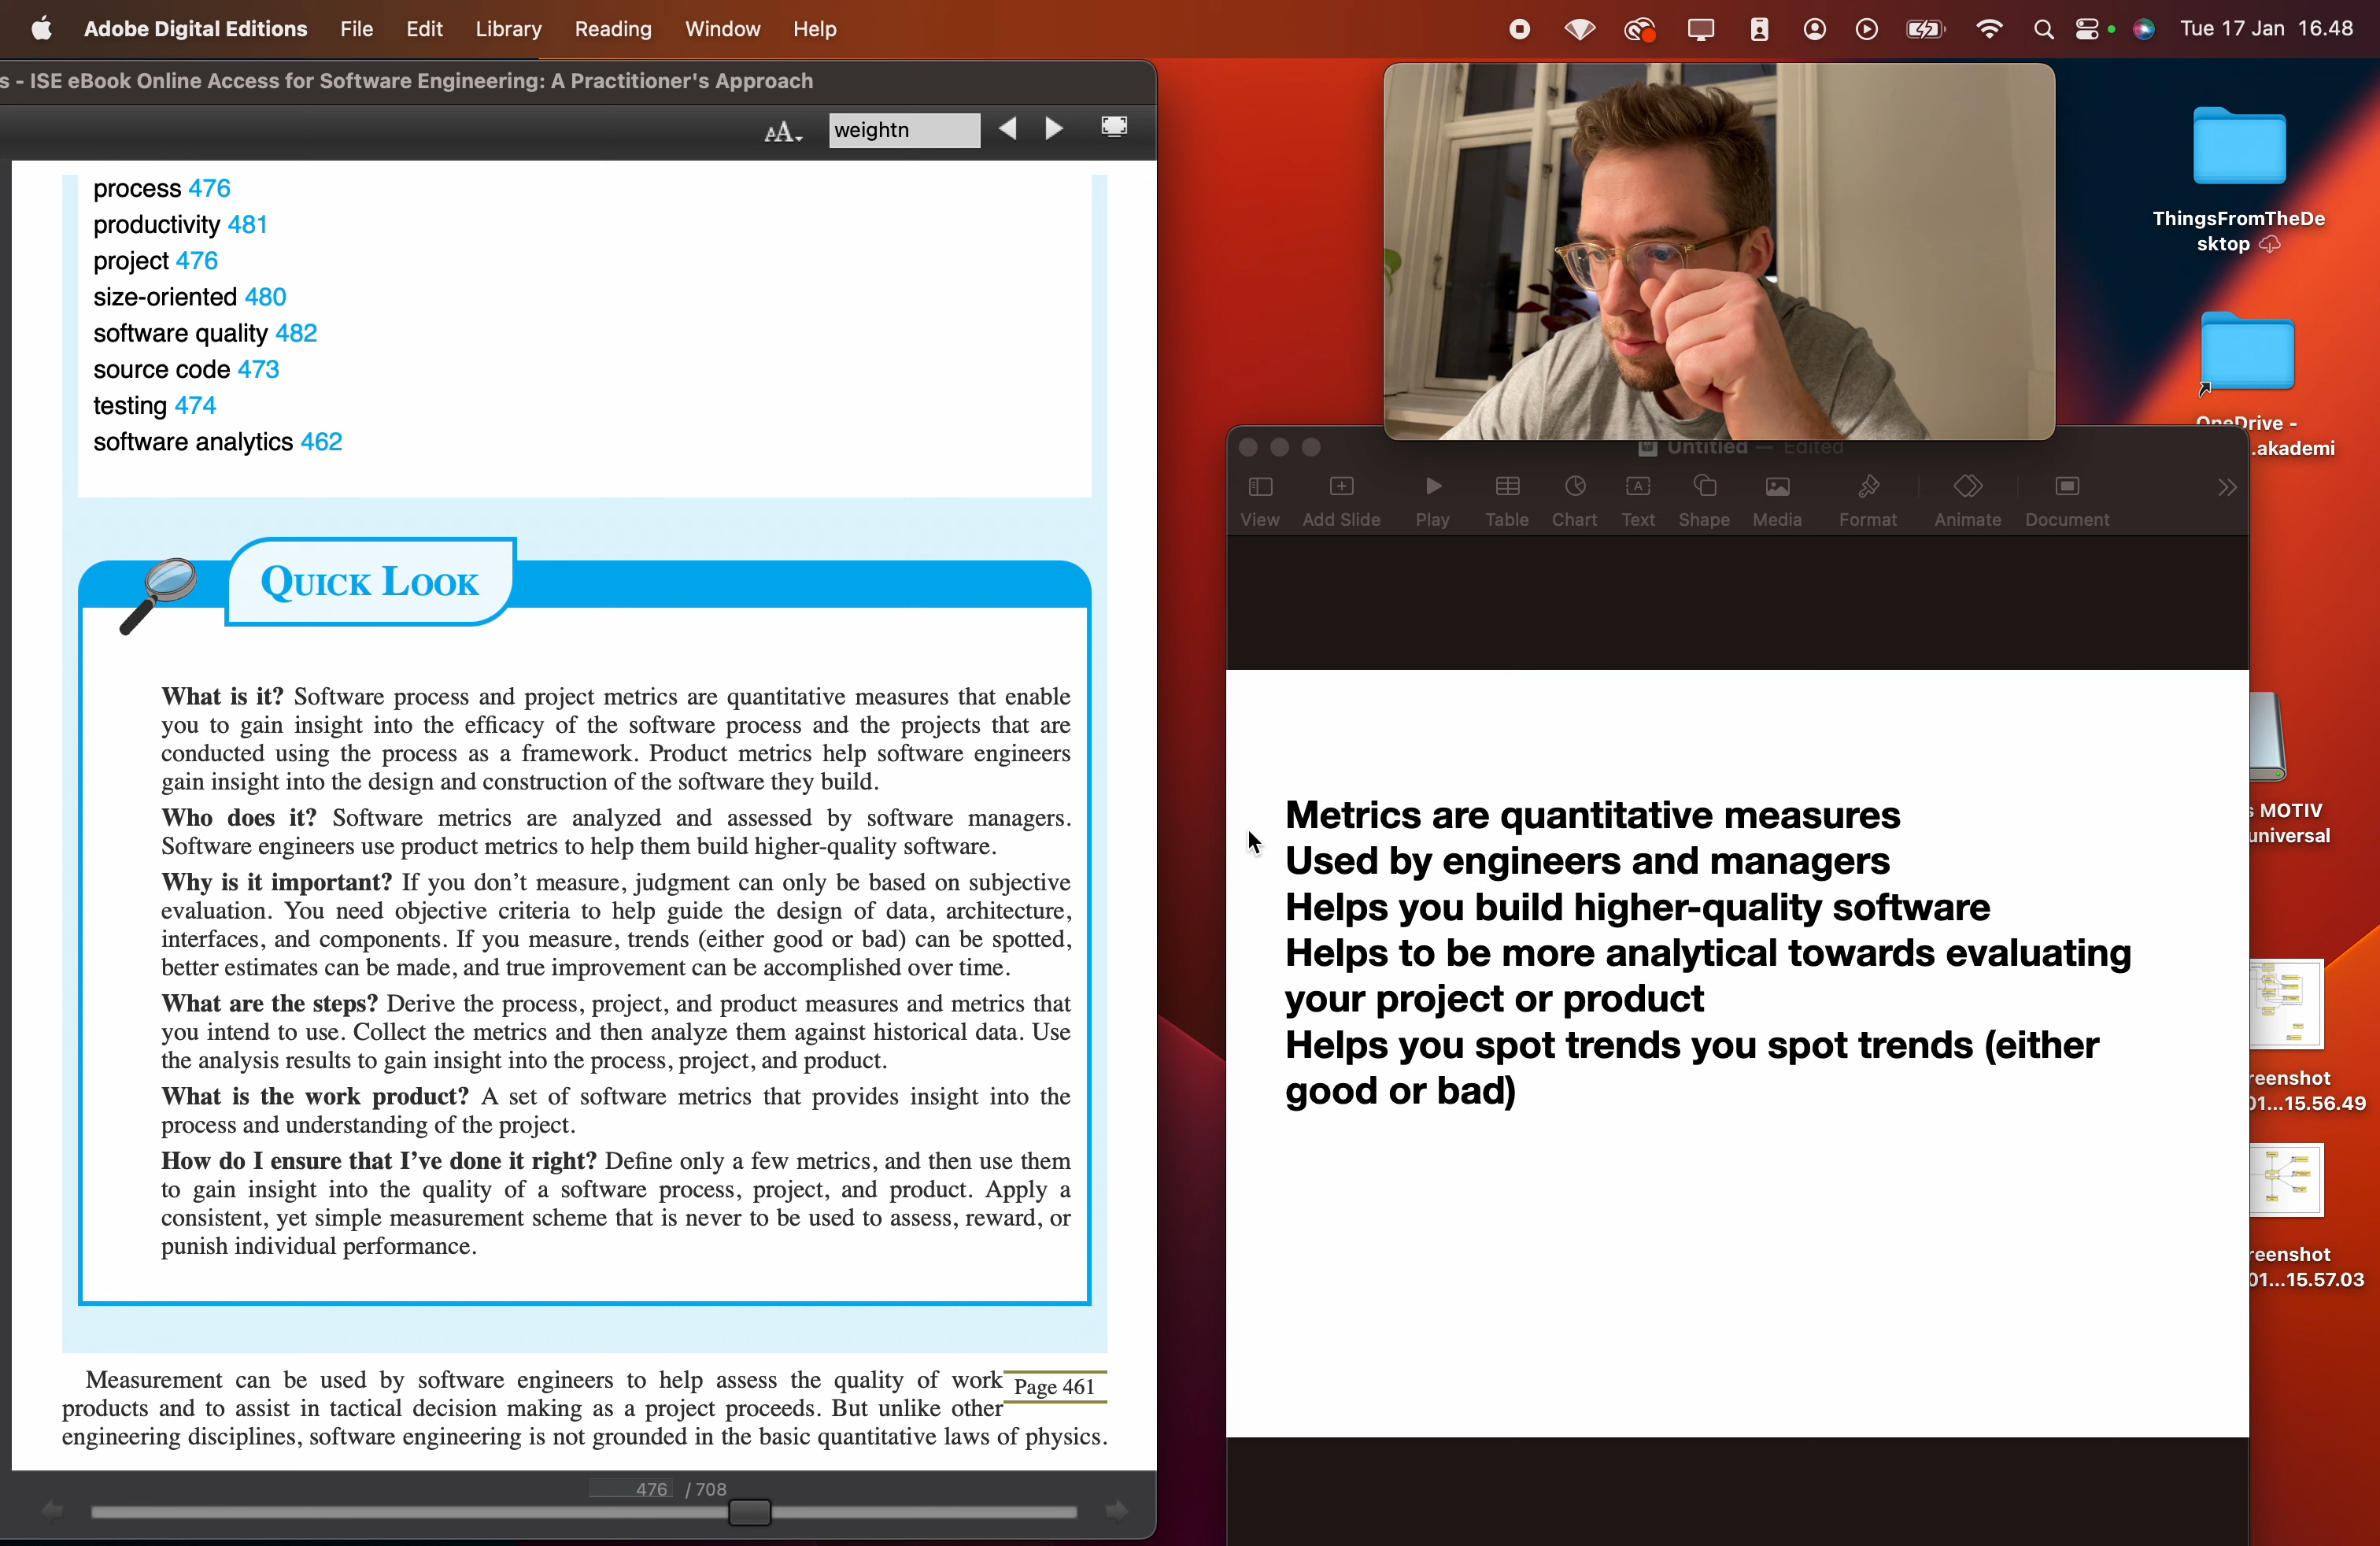 Adobe Digital Editions File Edit Library Reading Window Help Tue 17 Jan 16.48
s - ISE eBook Online Access for Software Engineering: A Practitioner's Approach
AA
weightn
process 476
productivity 481
project 476
size-oriented 480
software quality 482
source code 473
testing 474
software analytics 462
QUICK LOOK
What is it? Software process and project metrics are quantitative measures that enable
you to gain insight into the efficacy of the software process and the projects that are
conducted using the process as a framework. Product metrics help software engineers
gain insight into the design and construction of the software they build.
Who does it? Software metrics are analyzed and assessed by software managers.
Software engineers use product metrics to help them build higher-quality software.
Why is it important? If you don’t measure, judgment can only be based on subjective
evaluation. You need objective criteria to help guide the design of data, architecture,
interfaces, and components. If you measure, trends (either good or bad) can be spotted,
better estimates can be made, and true improvement can be accomplished over time.
What are the steps? Derive the process, project, and product measures and metrics that
you intend to use. Collect the metrics and then analyze them against historical data. Use
the analysis results to gain insight into the process, project, and product.
What is the work product? A set of software metrics that provides insight into the
process and understanding of the project.
How do I ensure that I’ve done it right? Define only a few metrics, and then use them
to gain insight into the quality of a software process, project, and product. Apply a
consistent, yet simple measurement scheme that is never to be used to assess, reward, or
punish individual performance.
Measurement can be used by software engineers to help assess the quality of work
Page 461
products and to assist in tactical decision making as a project proceeds. But unlike other
engineering disciplines, software engineering is not grounded in the basic quantitative laws of physics.
476 / 708
Untitled — Edited
View Add Slide Play Table Chart Text Shape Media Format Animate Document
Metrics are quantitative measures
Used by engineers and managers
Helps you build higher-quality software
Helps to be more analytical towards evaluating
your project or product
Helps you spot trends you spot trends (either
good or bad)
ThingsFromTheDe
sktop
OneDrive -
.akademi
s MOTIV
universal
reenshot
01...15.56.49
reenshot
01...15.57.03